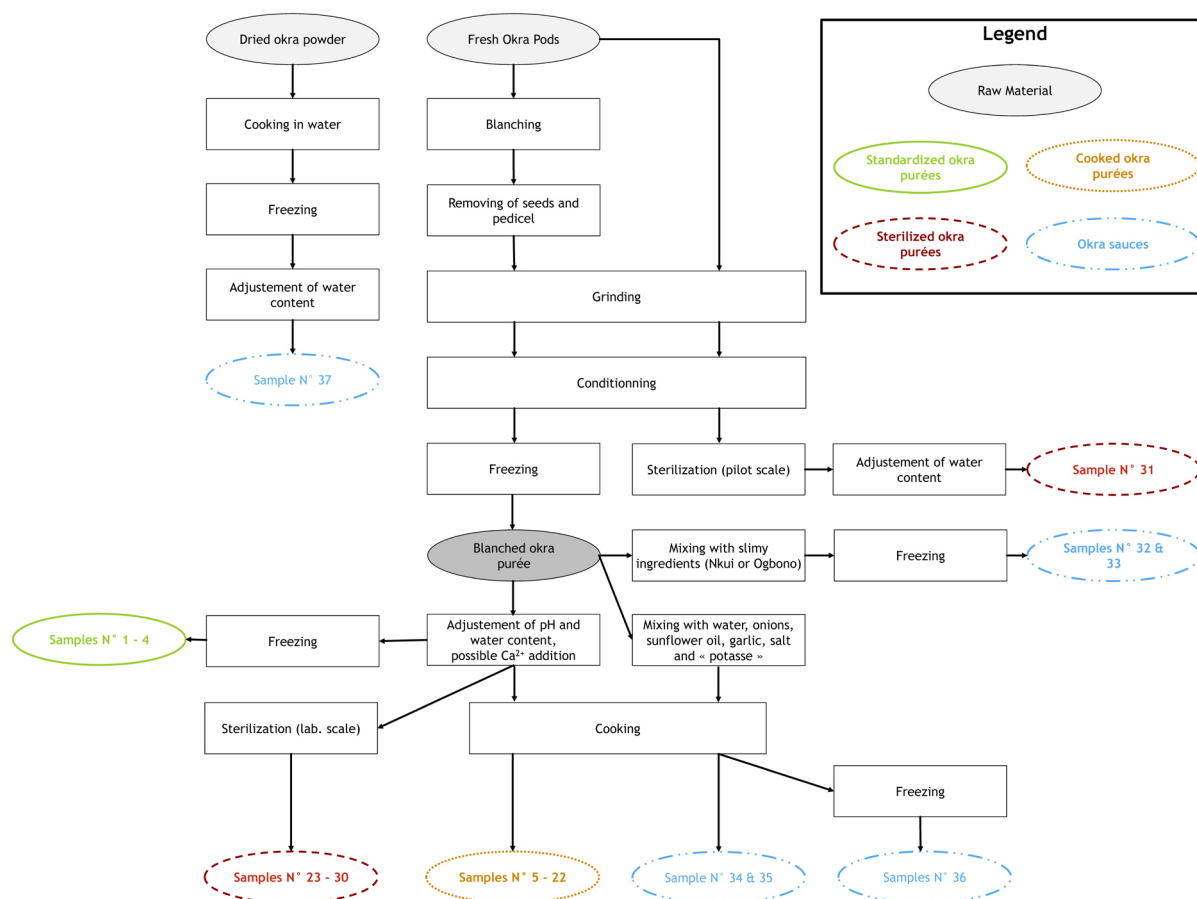 Dried okra powder
Fresh Okra Pods
Legend
Raw Material
Standardized okra
purées
Cooked okra
purées
Sterilized okra
purées
Okra sauces
Cooking in water
Blanching
Freezing
Removing of seeds and
pedicel
Adjustement of water
content
Grinding
Sample N° 37
Conditionning
Freezing
Sterilization (pilot scale)
Adjustement of water
content
Sample N° 31
Blanched okra
purée
Mixing with slimy
ingredients (Nkui or Ogbono)
Freezing
Samples N° 32 &
33
Samples N° 1 - 4
Freezing
Adjustement of pH and
water content,
possible Ca²⁺ addition
Mixing with water, onions,
sunflower oil, garlic, salt
and « potasse »
Sterilization (lab. scale)
Cooking
Freezing
Samples N° 23 - 30
Samples N° 5 - 22
Sample N° 34 & 35
Samples N° 36